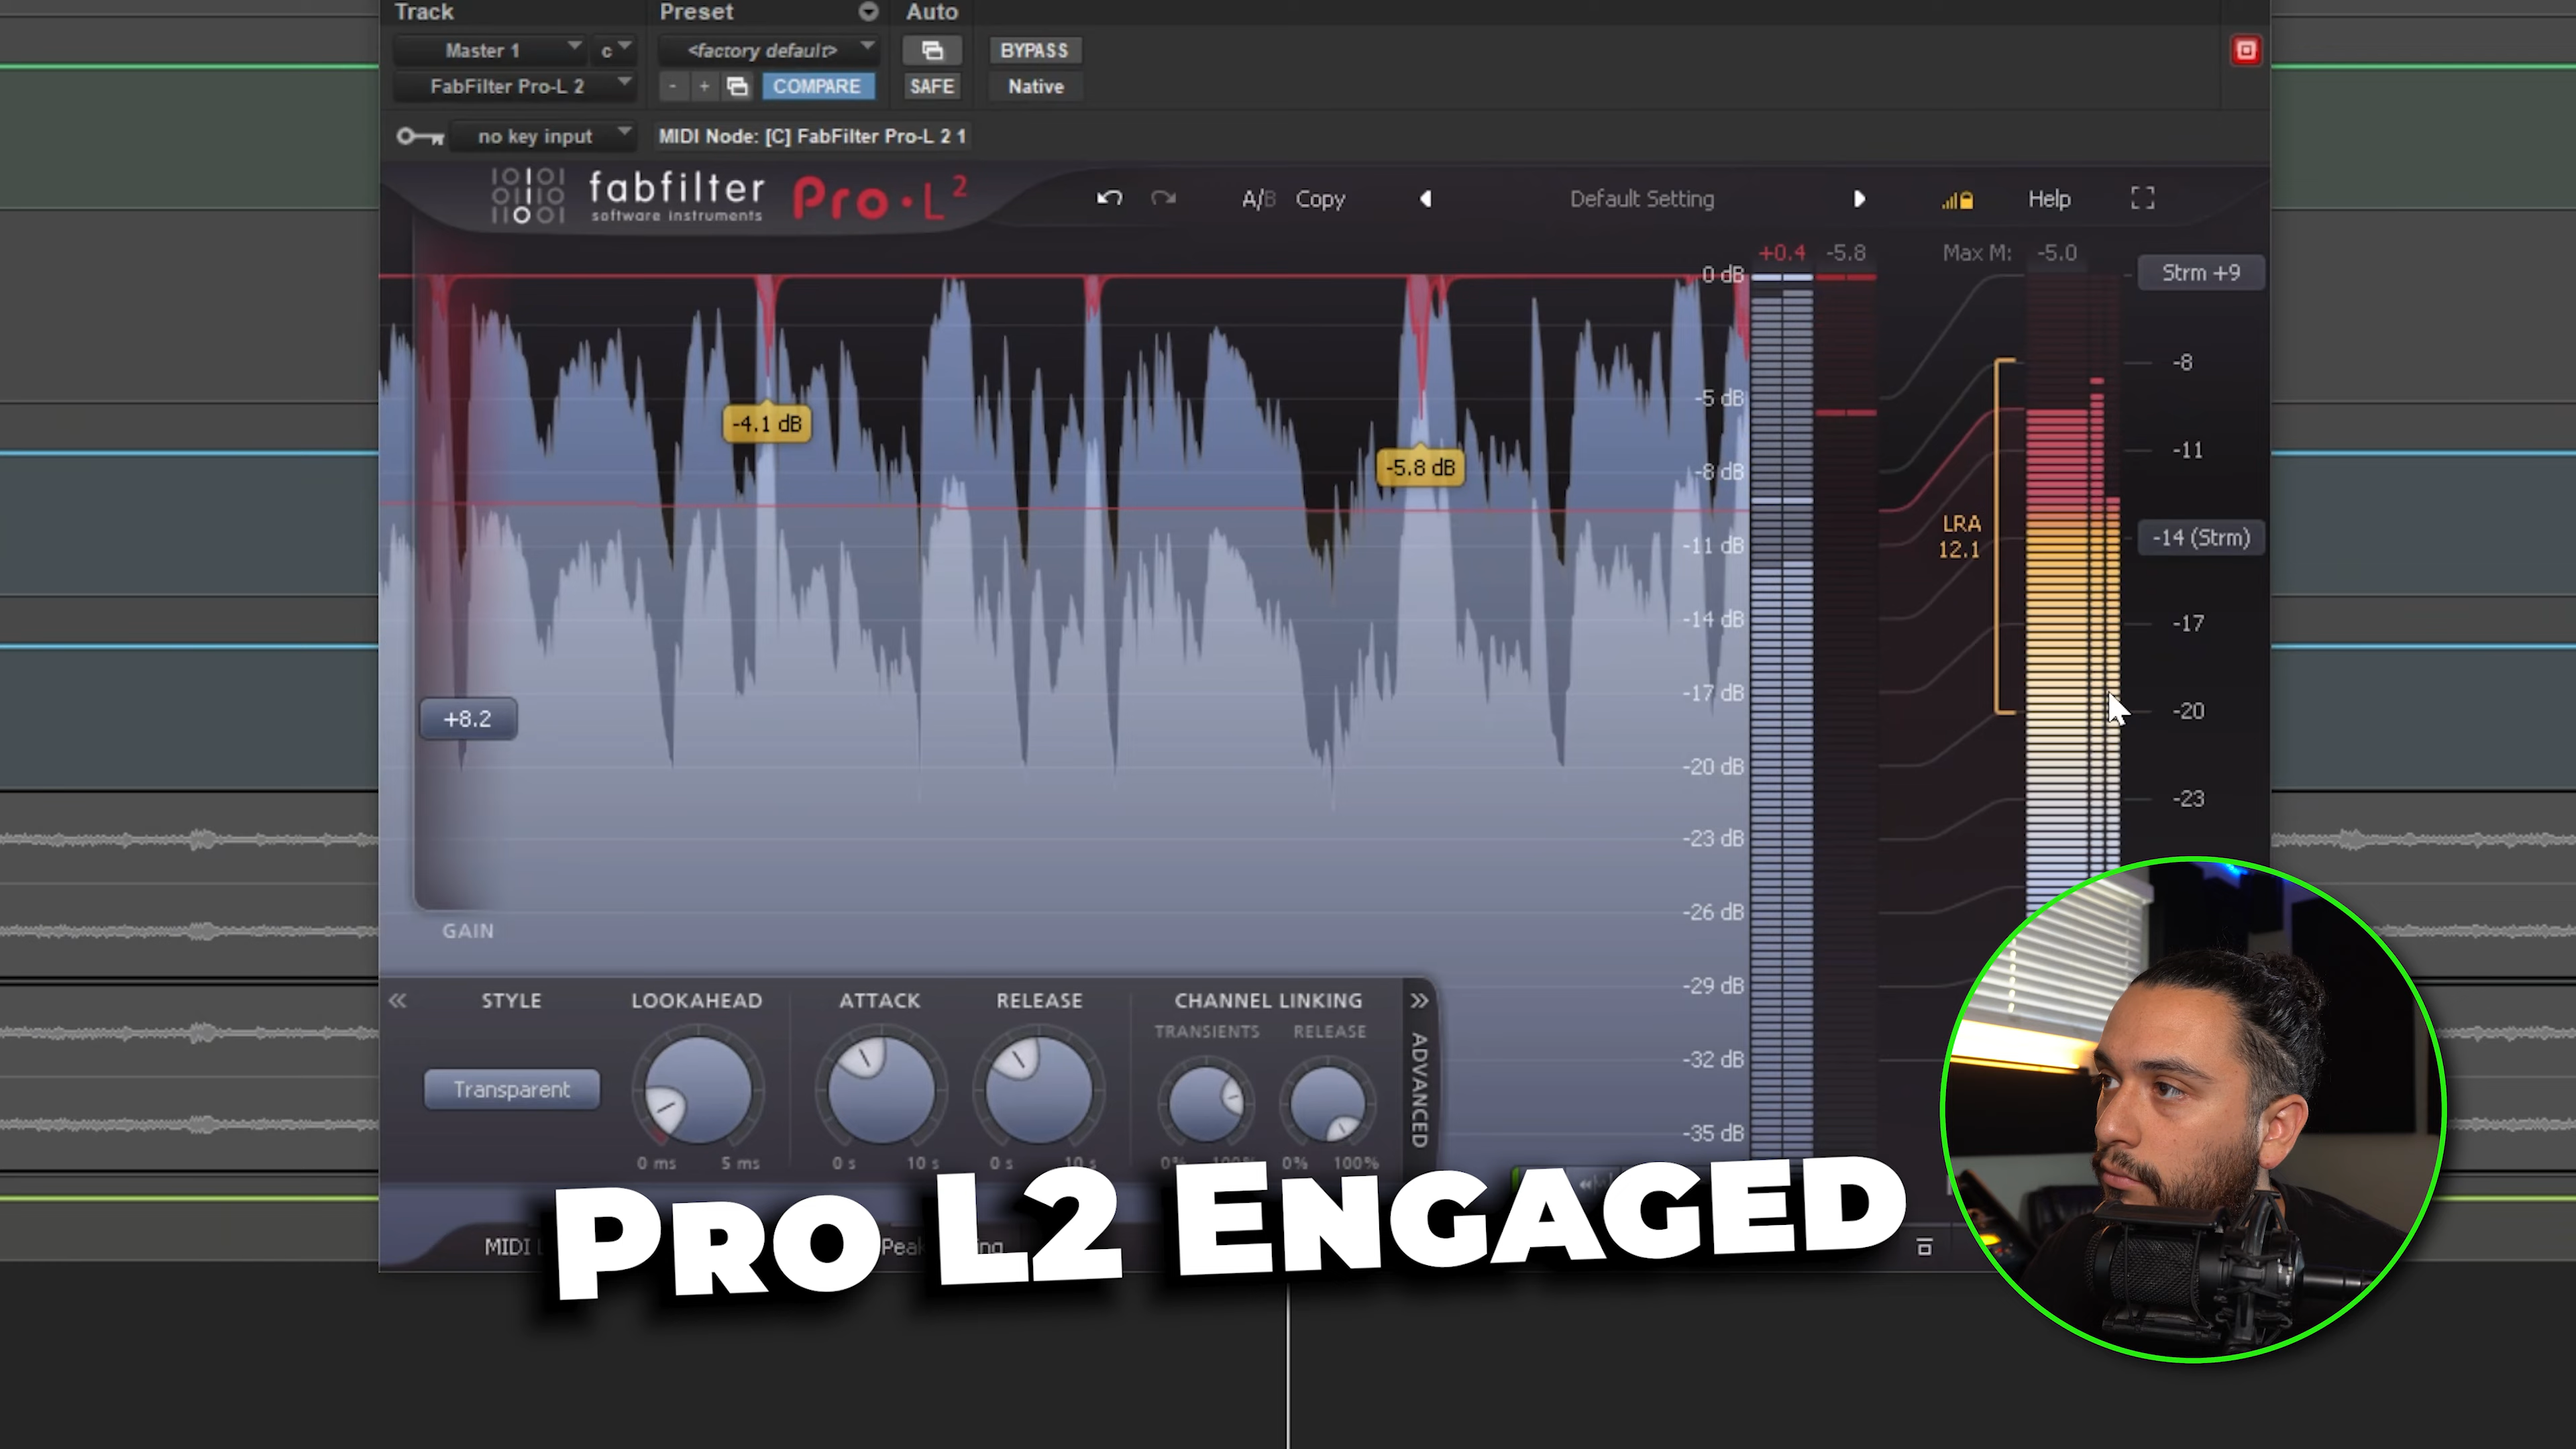 Track Preset Auto
Master 1 c <factory default> BYPASS
FabFilter Pro-L 2 - + COMPARE SAFE Native
no key input MIDI Node: [C] FabFilter Pro-L 2 1
fabfilter Pro·L 2
software instruments
A/B Copy Default Setting Help
+0.4 -5.8 Max M: -5.0
0 dB Strm +9
-8
-5 dB
-4.1 dB
-11
-5.8 dB -8 dB
LRA
12.1
-14 (Strm)
-11 dB
-14 dB -17
-17 dB
+8.2 -20
-20 dB
-23
-23 dB
-26 dB
GAIN
-29 dB
STYLE LOOKAHEAD ATTACK RELEASE CHANNEL LINKING
TRANSIENTS RELEASE
ADVANCED
-32 dB
Transparent
-35 dB
0 ms 5 ms 0 s 10 s 0 s 10 s 0% 100% 0% 100%
PRO L2 ENGAGED
MIDI